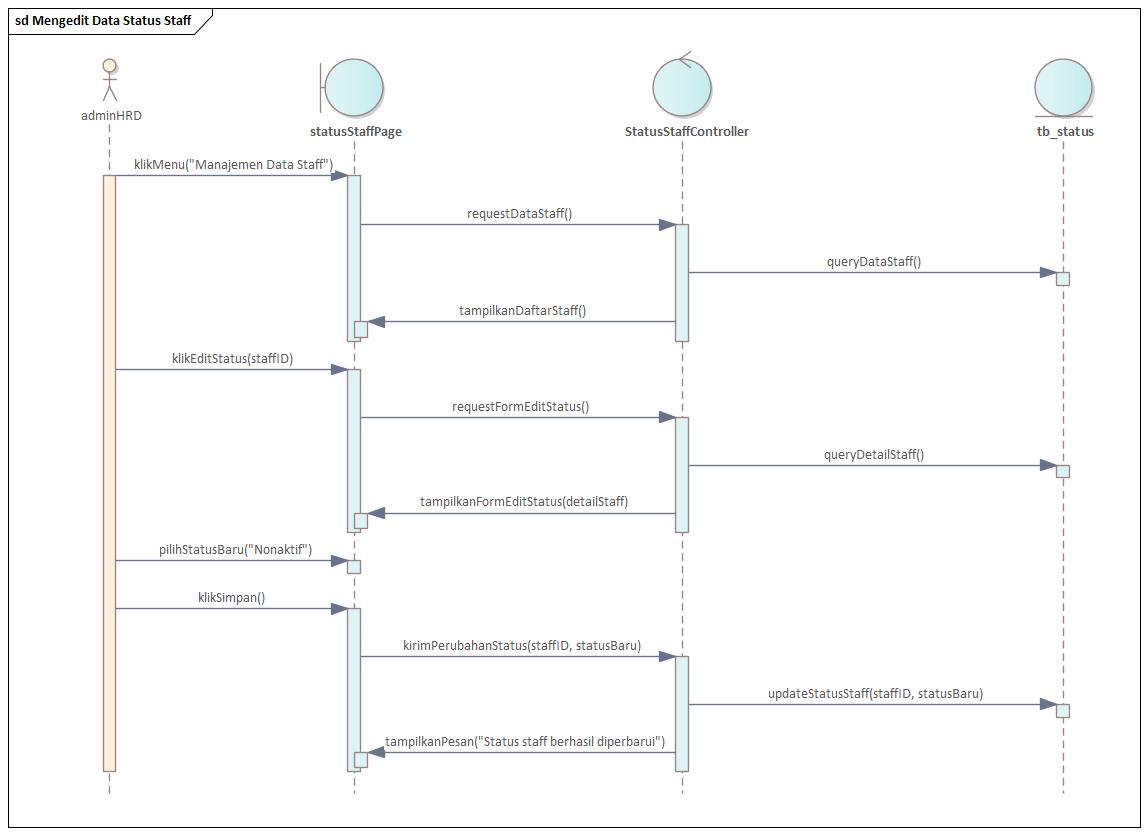 sd Mengedit Data Status Staff
adminHRD
statusStaffPage
StatusStaffController
tb_status
klikMenu("Manajemen Data Staff")
requestDataStaff()
queryDataStaff()
tampilkanDaftarStaff()
klikEditStatus(staffID)
requestFormEditStatus()
queryDetailStaff()
tampilkanFormEditStatus(detailStaff)
pilihStatusBaru("Nonaktif")
klikSimpan()
kirimPerubahanStatus(staffID, statusBaru)
updateStatusStaff(staffID, statusBaru)
tampilkanPesan("Status staff berhasil diperbarui")